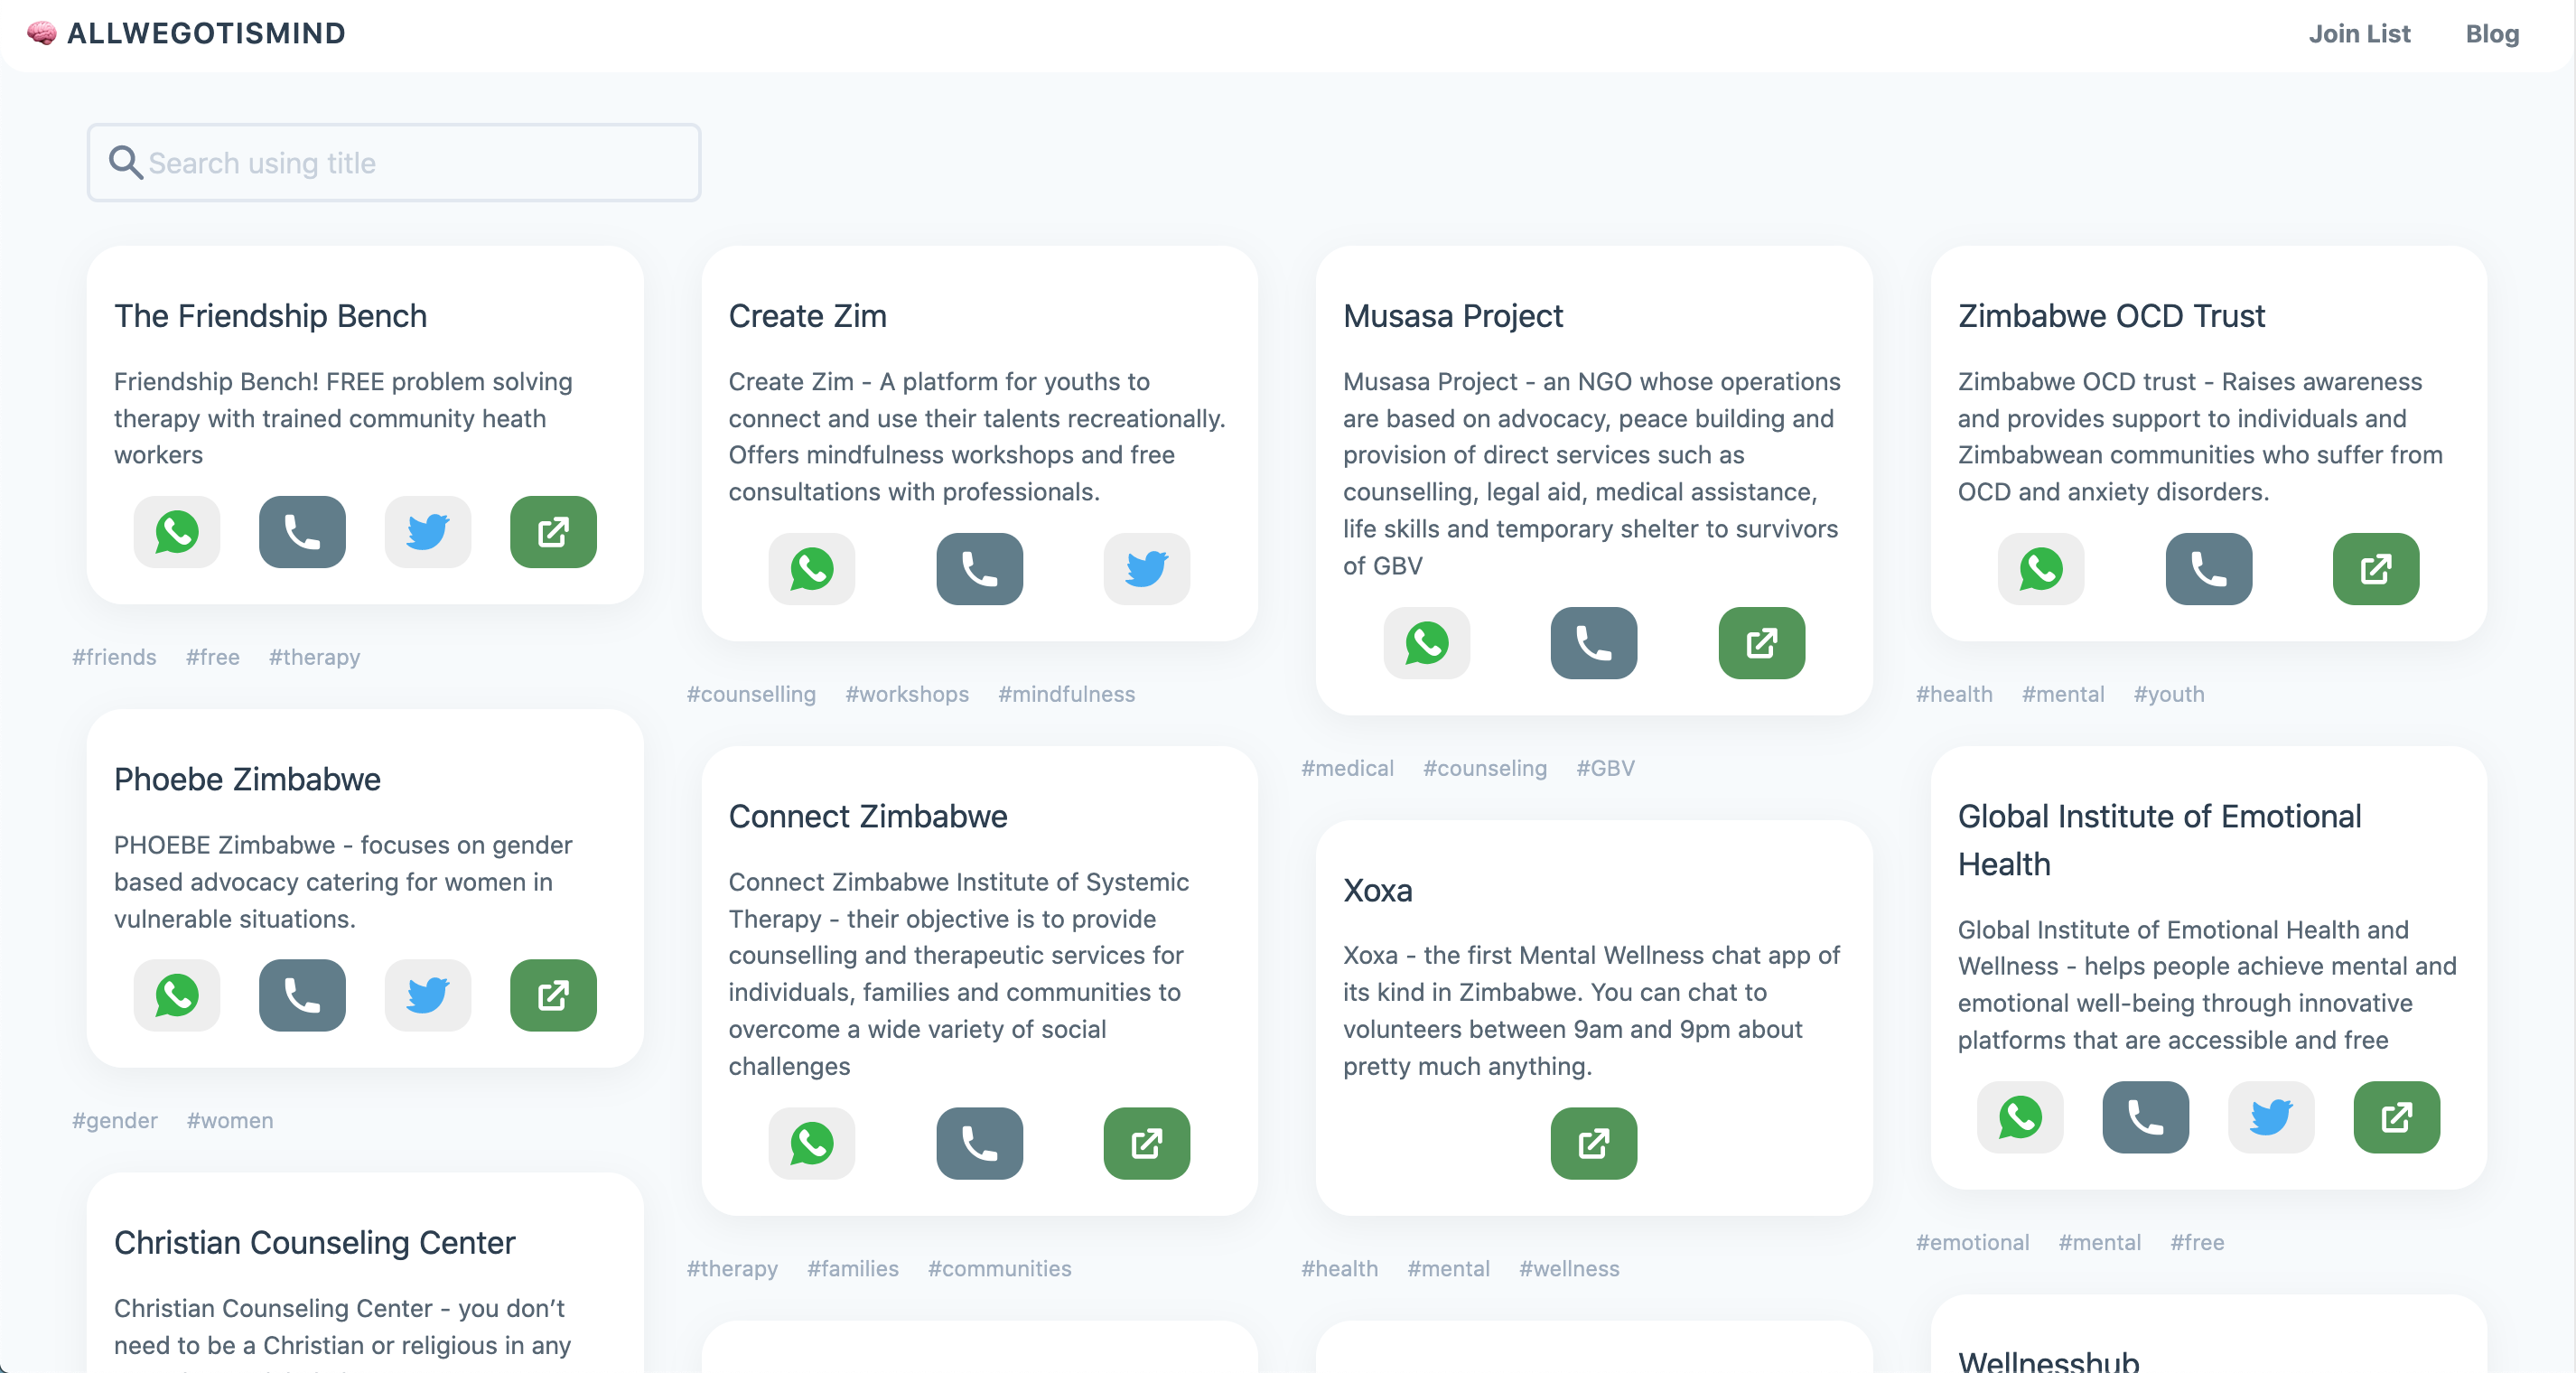 ALLWEGOTISMIND
Join List
Blog
Search using title
The Friendship Bench
Friendship Bench! FREE problem solving
therapy with trained community heath
workers
#friends #free #therapy
Phoebe Zimbabwe
PHOEBE Zimbabwe - focuses on gender
based advocacy catering for women in
vulnerable situations.
#gender #women
Christian Counseling Center
Christian Counseling Center - you don’t
need to be a Christian or religious in any
Create Zim
Create Zim - A platform for youths to
connect and use their talents recreationally.
Offers mindfulness workshops and free
consultations with professionals.
#counselling #workshops #mindfulness
Connect Zimbabwe
Connect Zimbabwe Institute of Systemic
Therapy - their objective is to provide
counselling and therapeutic services for
individuals, families and communities to
overcome a wide variety of social
challenges
#therapy #families #communities
Musasa Project
Musasa Project - an NGO whose operations
are based on advocacy, peace building and
provision of direct services such as
counselling, legal aid, medical assistance,
life skills and temporary shelter to survivors
of GBV
#medical #counseling #GBV
Xoxa
Xoxa - the first Mental Wellness chat app of
its kind in Zimbabwe. You can chat to
volunteers between 9am and 9pm about
pretty much anything.
#health #mental #wellness
Zimbabwe OCD Trust
Zimbabwe OCD trust - Raises awareness
and provides support to individuals and
Zimbabwean communities who suffer from
OCD and anxiety disorders.
#health #mental #youth
Global Institute of Emotional
Health
Global Institute of Emotional Health and
Wellness - helps people achieve mental and
emotional well-being through innovative
platforms that are accessible and free
#emotional #mental #free
Wellnesshub